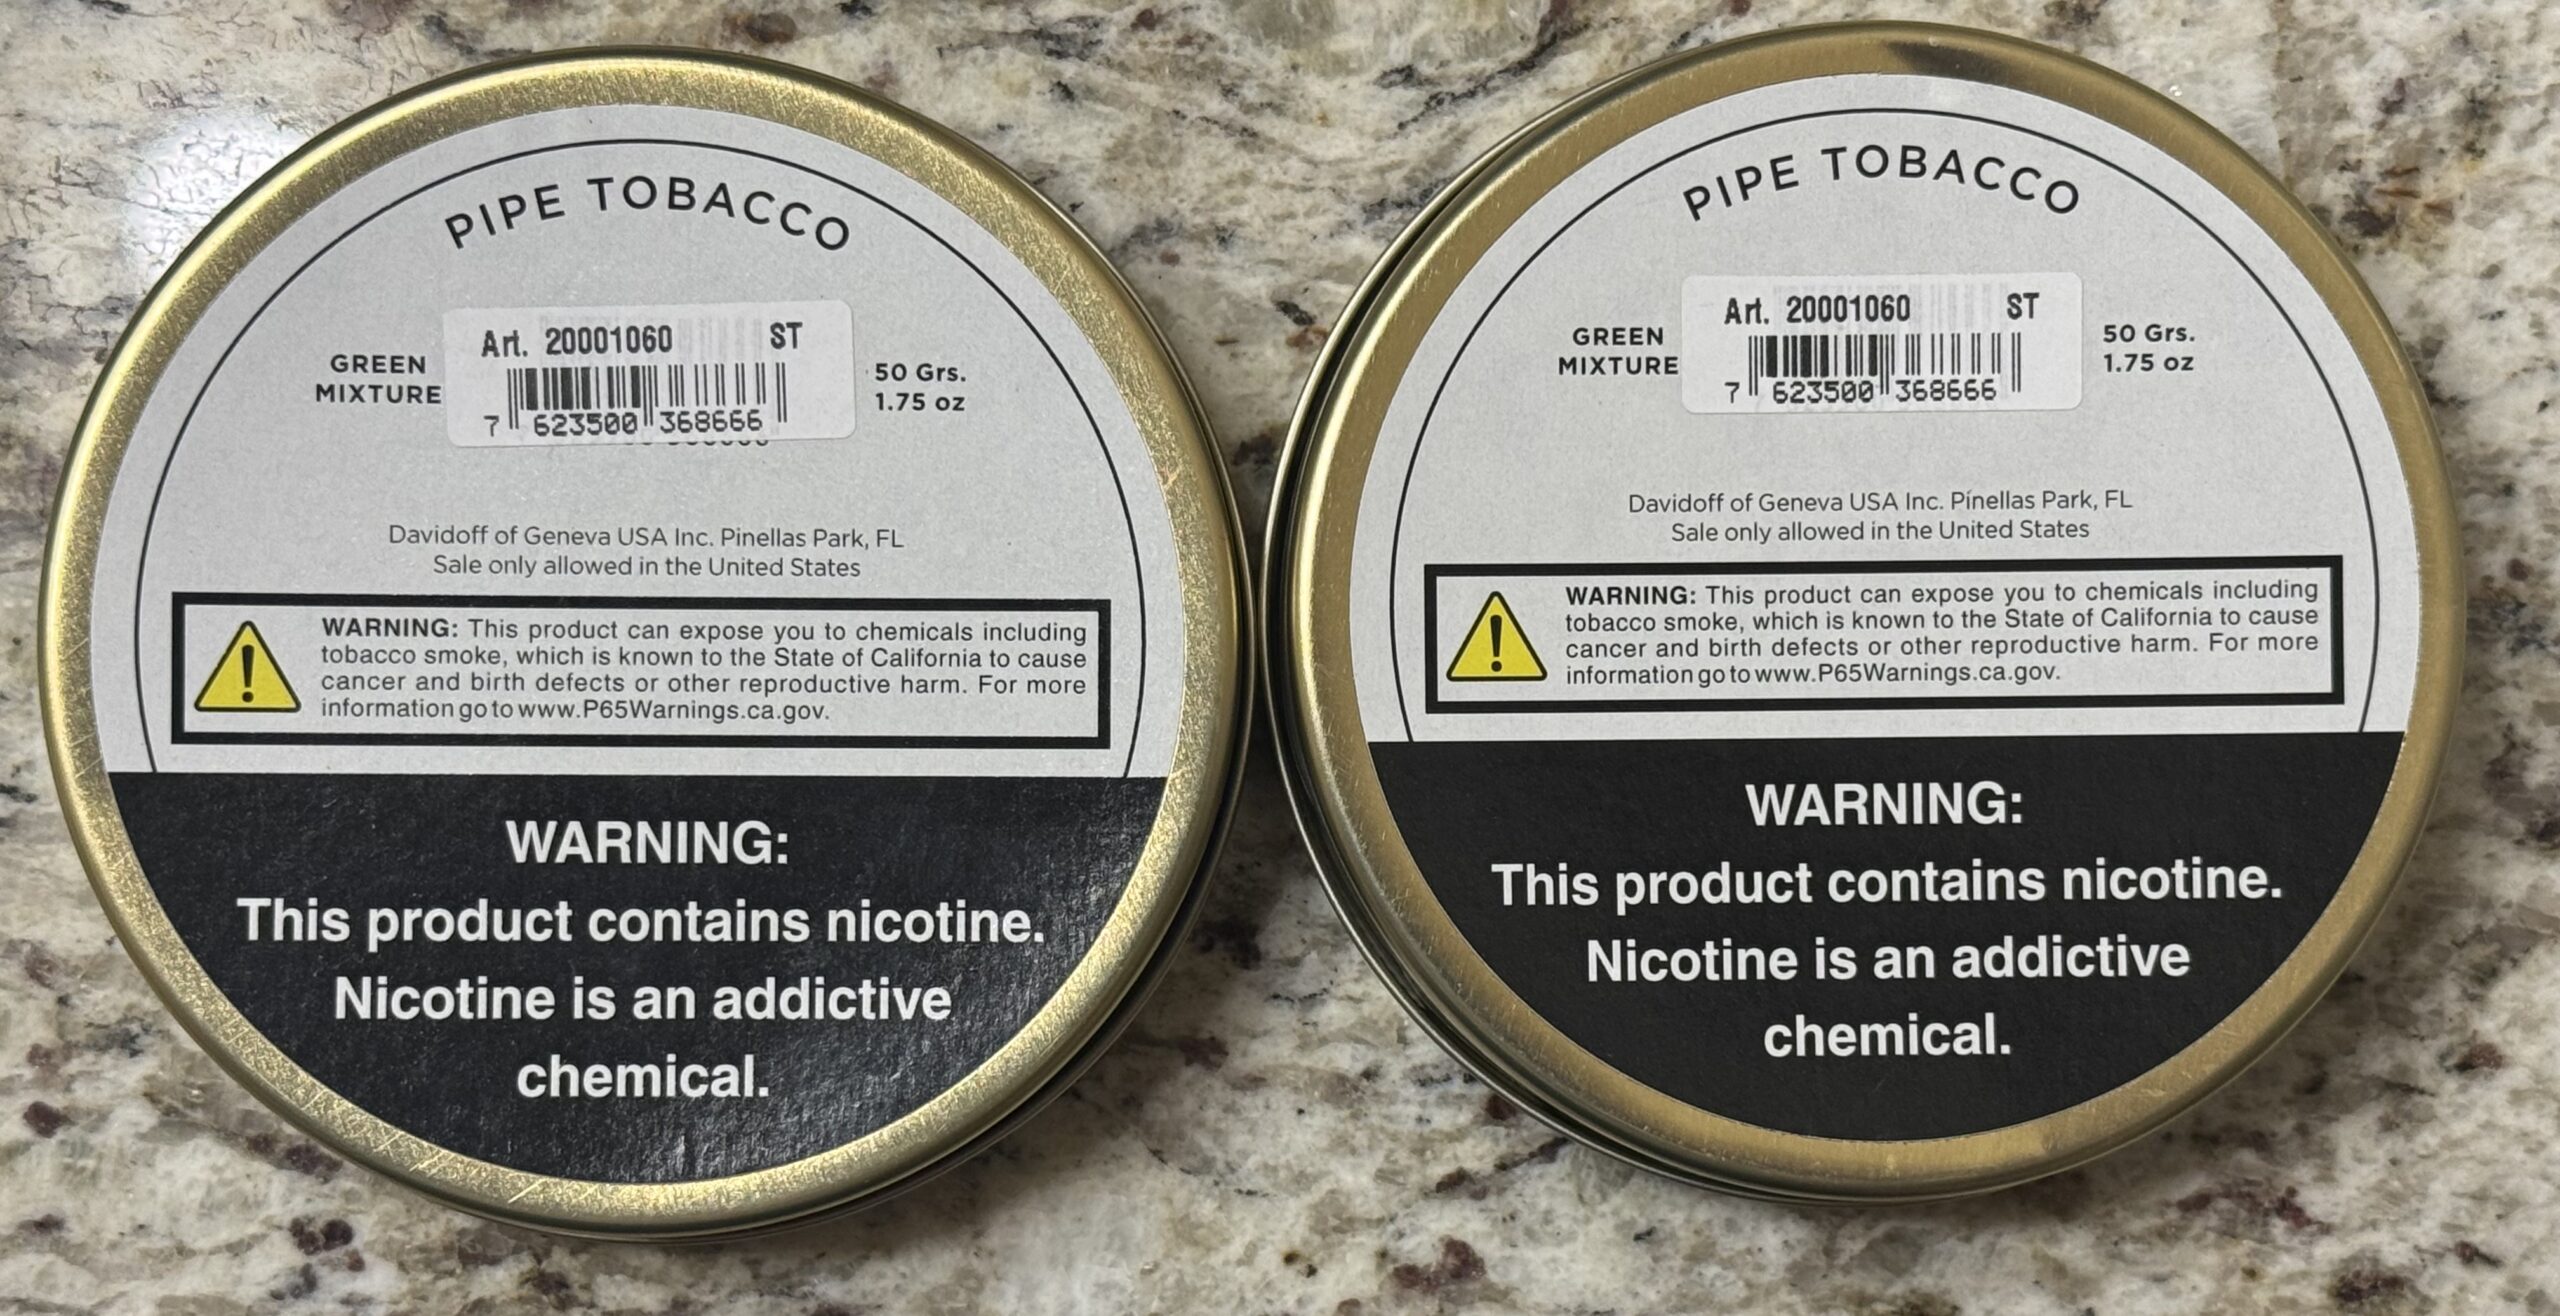 PIPE TOBACCO
Art. 20001060 ST
GREEN
MIXTURE
7 623500 368666
50 Grs.
1.75 oz
Davidoff of Geneva USA Inc. Pinellas Park, FL
Sale only allowed in the United States
WARNING: This product can expose you to chemicals including
tobacco smoke, which is known to the State of California to cause
cancer and birth defects or other reproductive harm. For more
information go to www.P65Warnings.ca.gov.
WARNING:
This product contains nicotine.
Nicotine is an addictive
chemical.
PIPE TOBACCO
Art. 20001060 ST
GREEN
MIXTURE
7 623500 368666
50 Grs.
1.75 oz
Davidoff of Geneva USA Inc. Pinellas Park, FL
Sale only allowed in the United States
WARNING: This product can expose you to chemicals including
tobacco smoke, which is known to the State of California to cause
cancer and birth defects or other reproductive harm. For more
information go to www.P65Warnings.ca.gov.
WARNING:
This product contains nicotine.
Nicotine is an addictive
chemical.